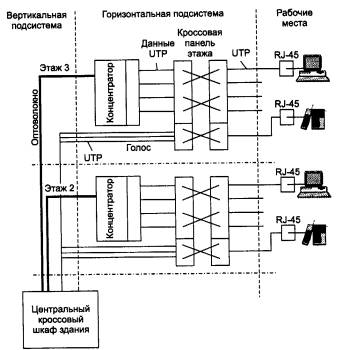 Вертикальная
подсистема
Горизонтальная подсистема
Рабочие
места
Данные
UTP
Кроссовая
панель
этажа
UTP
RJ-45
Этаж 3
Концентратор
RJ-45
Оптоволокно
Голос
UTP
RJ-45
Этаж 2
Концентратор
RJ-45
Центральный
кроссовый
шкаф здания